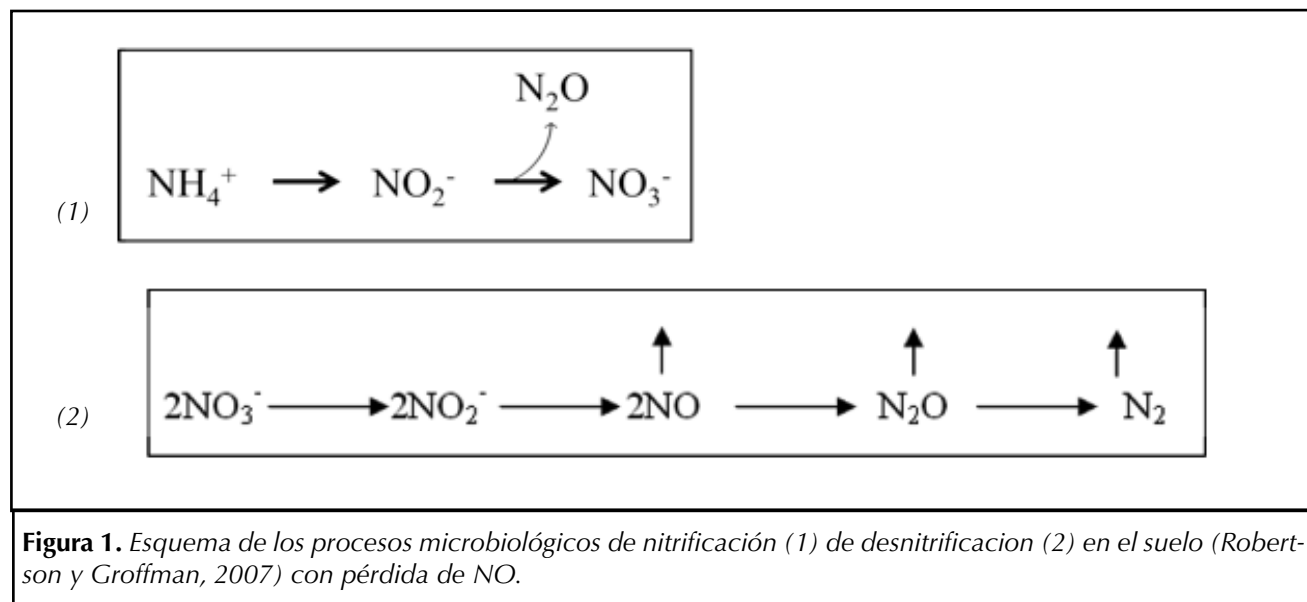 N₂O
NH₄⁺ → NO₂⁻ → NO₃⁻
(1)
2NO₃⁻ → 2NO₂⁻ → 2NO → N₂O → N₂
(2)
Figura 1. Esquema de los procesos microbiológicos de nitrificación (1) de desnitrificacion (2) en el suelo (Robert-
son y Groffman, 2007) con pérdida de NO.